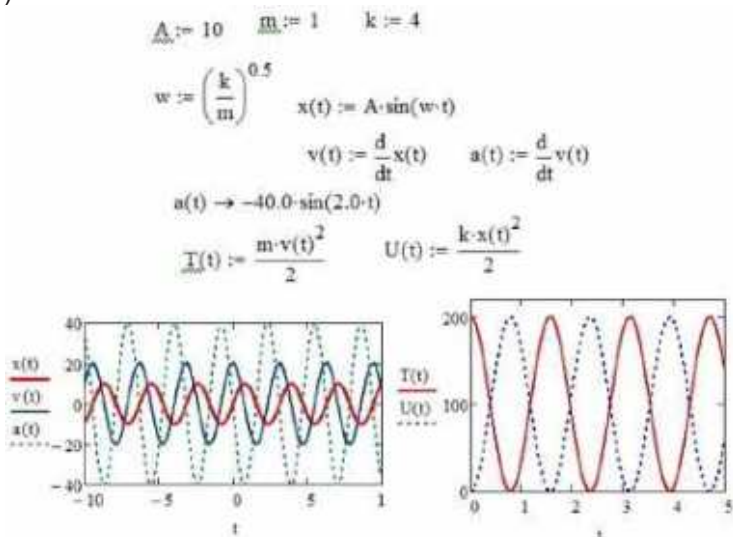 )
A := 10 m := 1 k := 4
w := (k/m)^0.5
x(t) := A·sin(w·t)
v(t) := d/dt x(t) a(t) := d/dt v(t)
a(t) → -40.0·sin(2.0·t)
T(t) := m·v(t)^2/2 U(t) := k·x(t)^2/2
x(t)
v(t)
a(t)
40
20
0
-20
-40
-10 -5 0 5 1
t
T(t)
U(t)
200
100
0
0 1 2 3 4 5
t